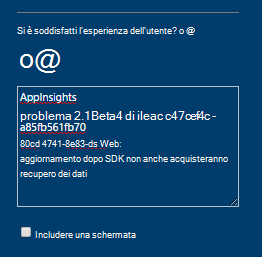 Si è soddisfatti l'esperienza dell'utente? o @
o@
AppInsights
problema 2.1Beta4 di ileac c47cef4c -
a85fb561fb70
80cd 4741-8e83-ds Web:
aggiornamento dopo SDK non anche acquisteranno
recupero dei dati
Includere una schermata